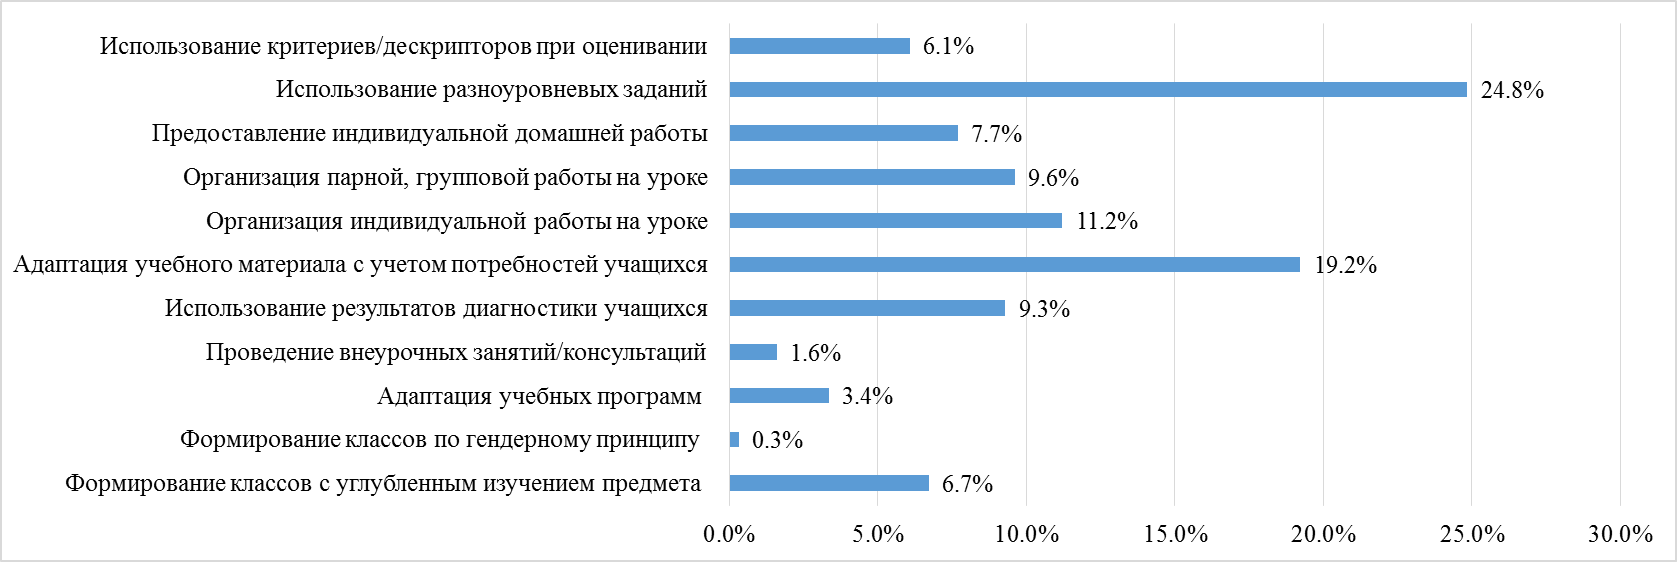 Использование критериев/дескрипторов при оценивании 6.1%
Использование разноуровневых заданий 24.8%
Предоставление индивидуальной домашней работы 7.7%
Организация парной, групповой работы на уроке 9.6%
Организация индивидуальной работы на уроке 11.2%
Адаптация учебного материала с учетом потребностей учащихся 19.2%
Использование результатов диагностики учащихся 9.3%
Проведение внеурочных занятий/консультаций 1.6%
Адаптация учебных программ 3.4%
Формирование классов по гендерному принципу 0.3%
Формирование классов с углубленным изучением предмета 6.7%
0.0% 5.0% 10.0% 15.0% 20.0% 25.0% 30.0%